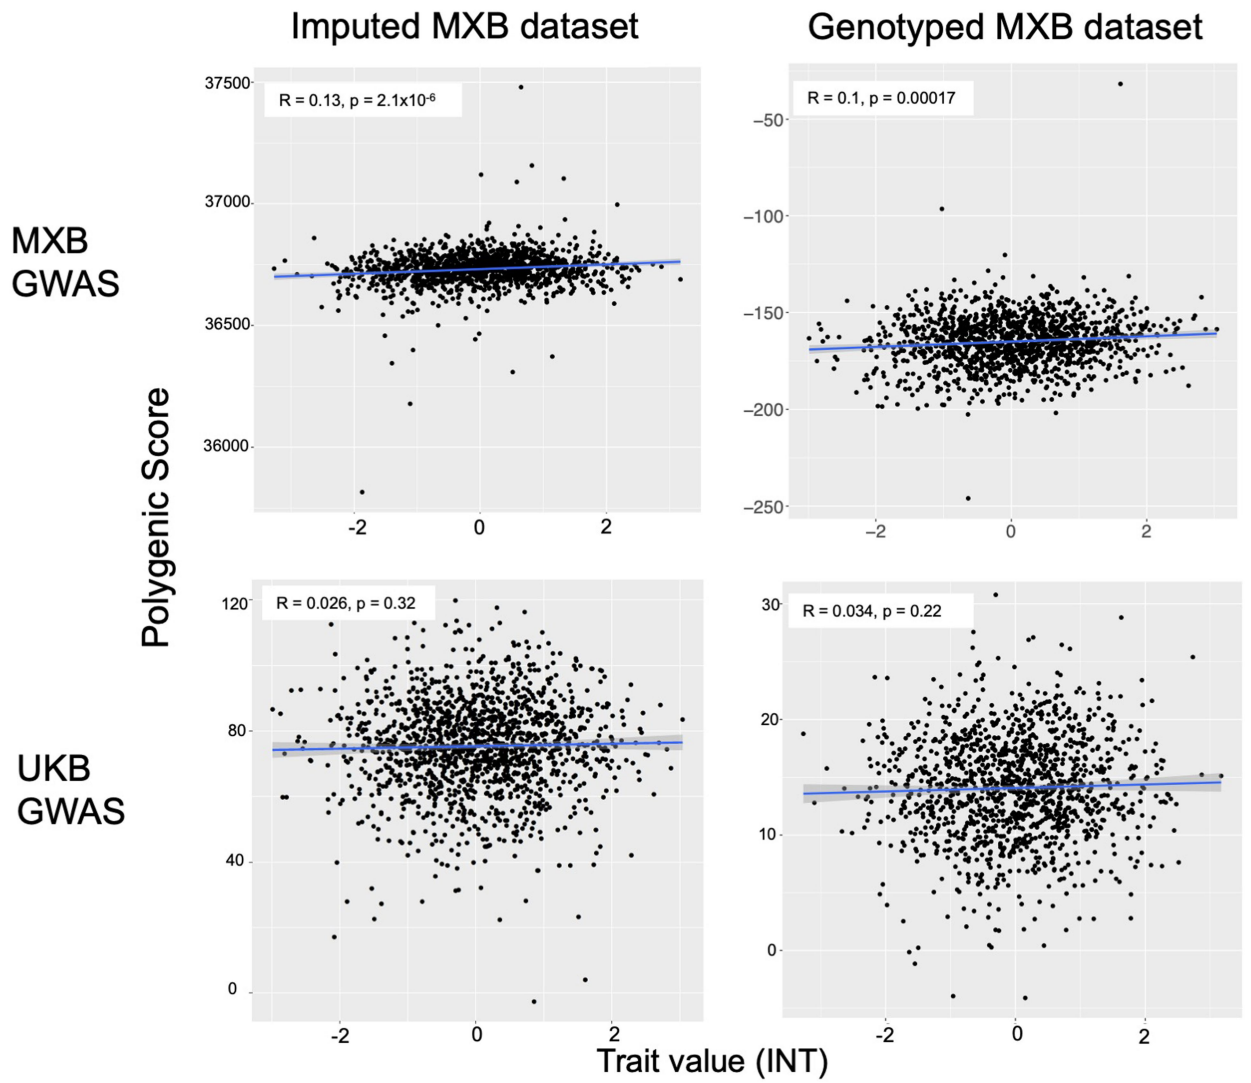 Imputed MXB dataset
Genotyped MXB dataset
MXB
GWAS
UKB
GWAS
Polygenic Score
R = 0.13, p = 2.1x10⁻⁶
37500
37000
36500
36000
-2
0
2
R = 0.1, p = 0.00017
−50
−100
−150
−200
−250
−2
0
2
R = 0.026, p = 0.32
120
80
40
0
-2
0
2
R = 0.034, p = 0.22
30
20
10
0
-2
0
2
Trait value (INT)